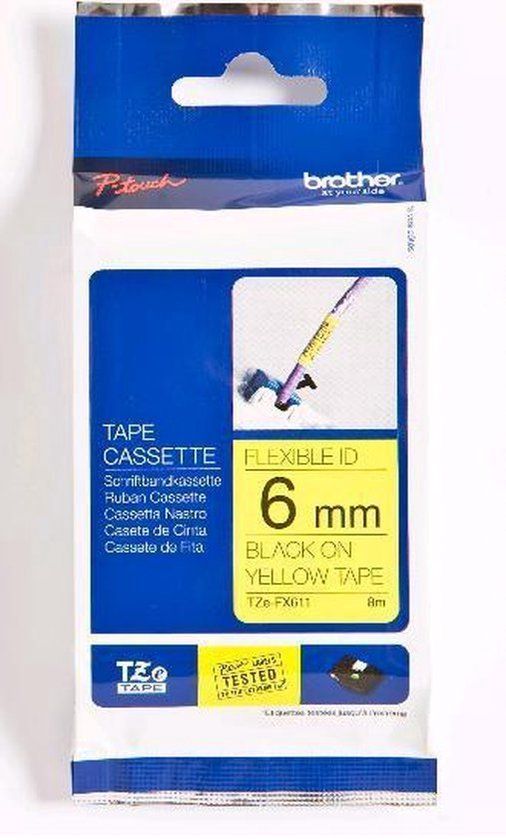 P-touch
brother
at your side
TAPE
CASSETTE
Schriftbandkassette
Ruban Cassette
Cassetta Nastro
Casete de Cinta
Cassete de Fita
FLEXIBLE ID
6 mm
BLACK ON
YELLOW TAPE
TZe-FX611 8m
TZe
TAPE
LABELS
TESTED